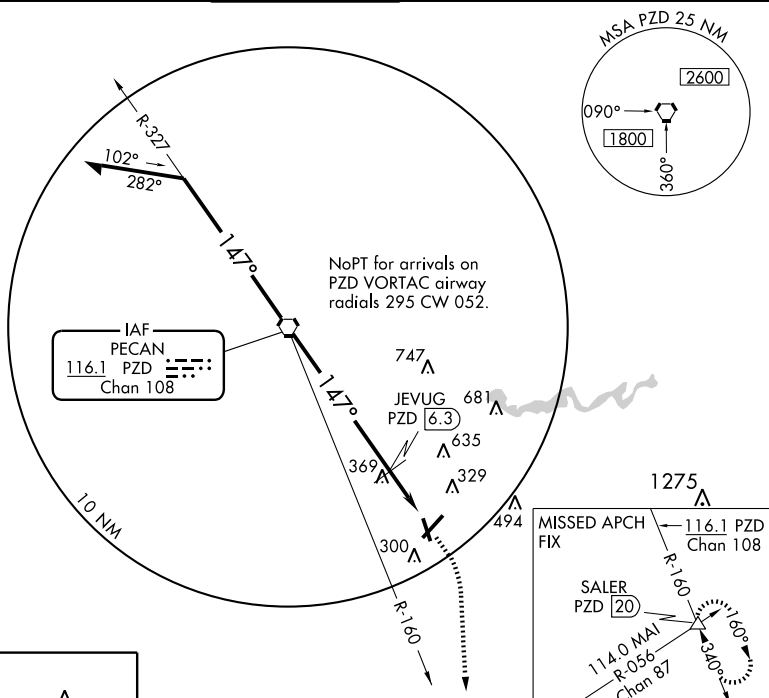 MSA PZD 25 NM
2600
090°
1800
360°
R-327
102°
282°
147°
NoPT for arrivals on
PZD VORTAC airway
radials 295 CW 052.
IAF
PECAN
116.1 PZD
Chan 108
147°
747
JEVUG
PZD 6.3
681
635
369
329
10 NM
494
300
R-160
1275
MISSED APCH
FIX
116.1 PZD
Chan 108
R-160
SALER
PZD 20
114.0 MAI
R-056
Chan 87
160°
340°